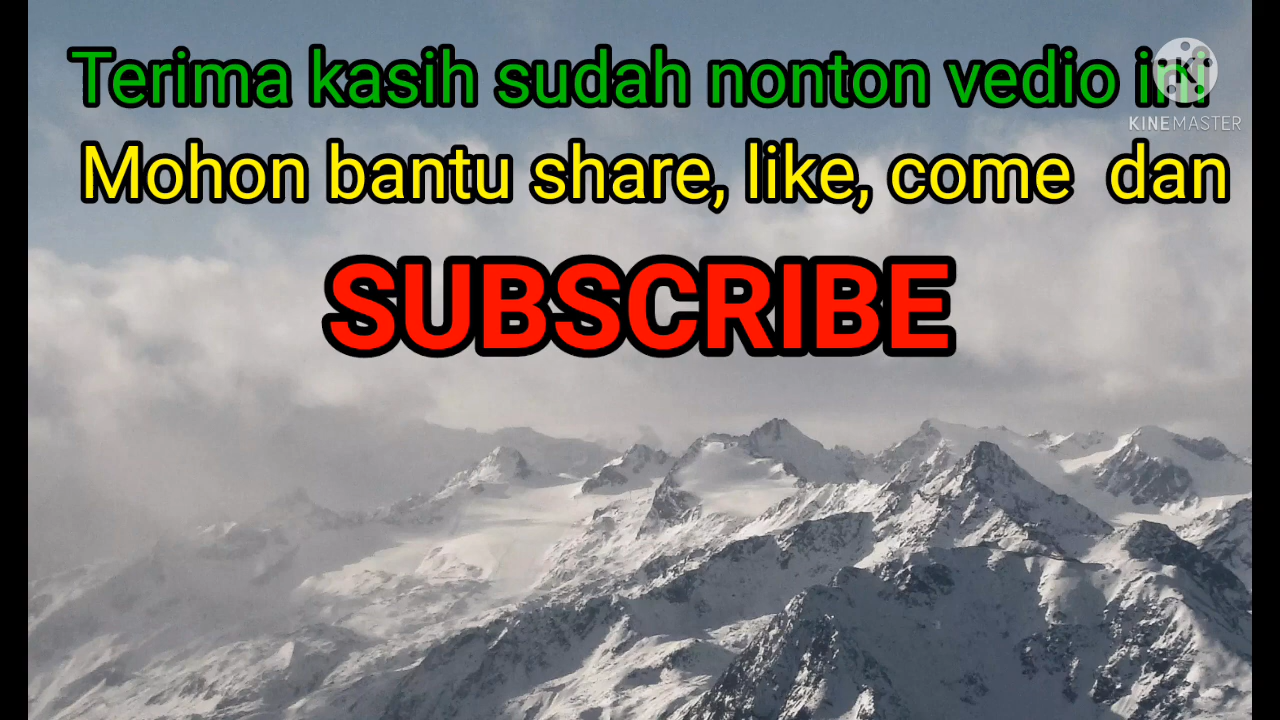 Terima kasih sudah nonton vedio ini
KINEMASTER
Mohon bantu share, like, come dan
SUBSCRIBE